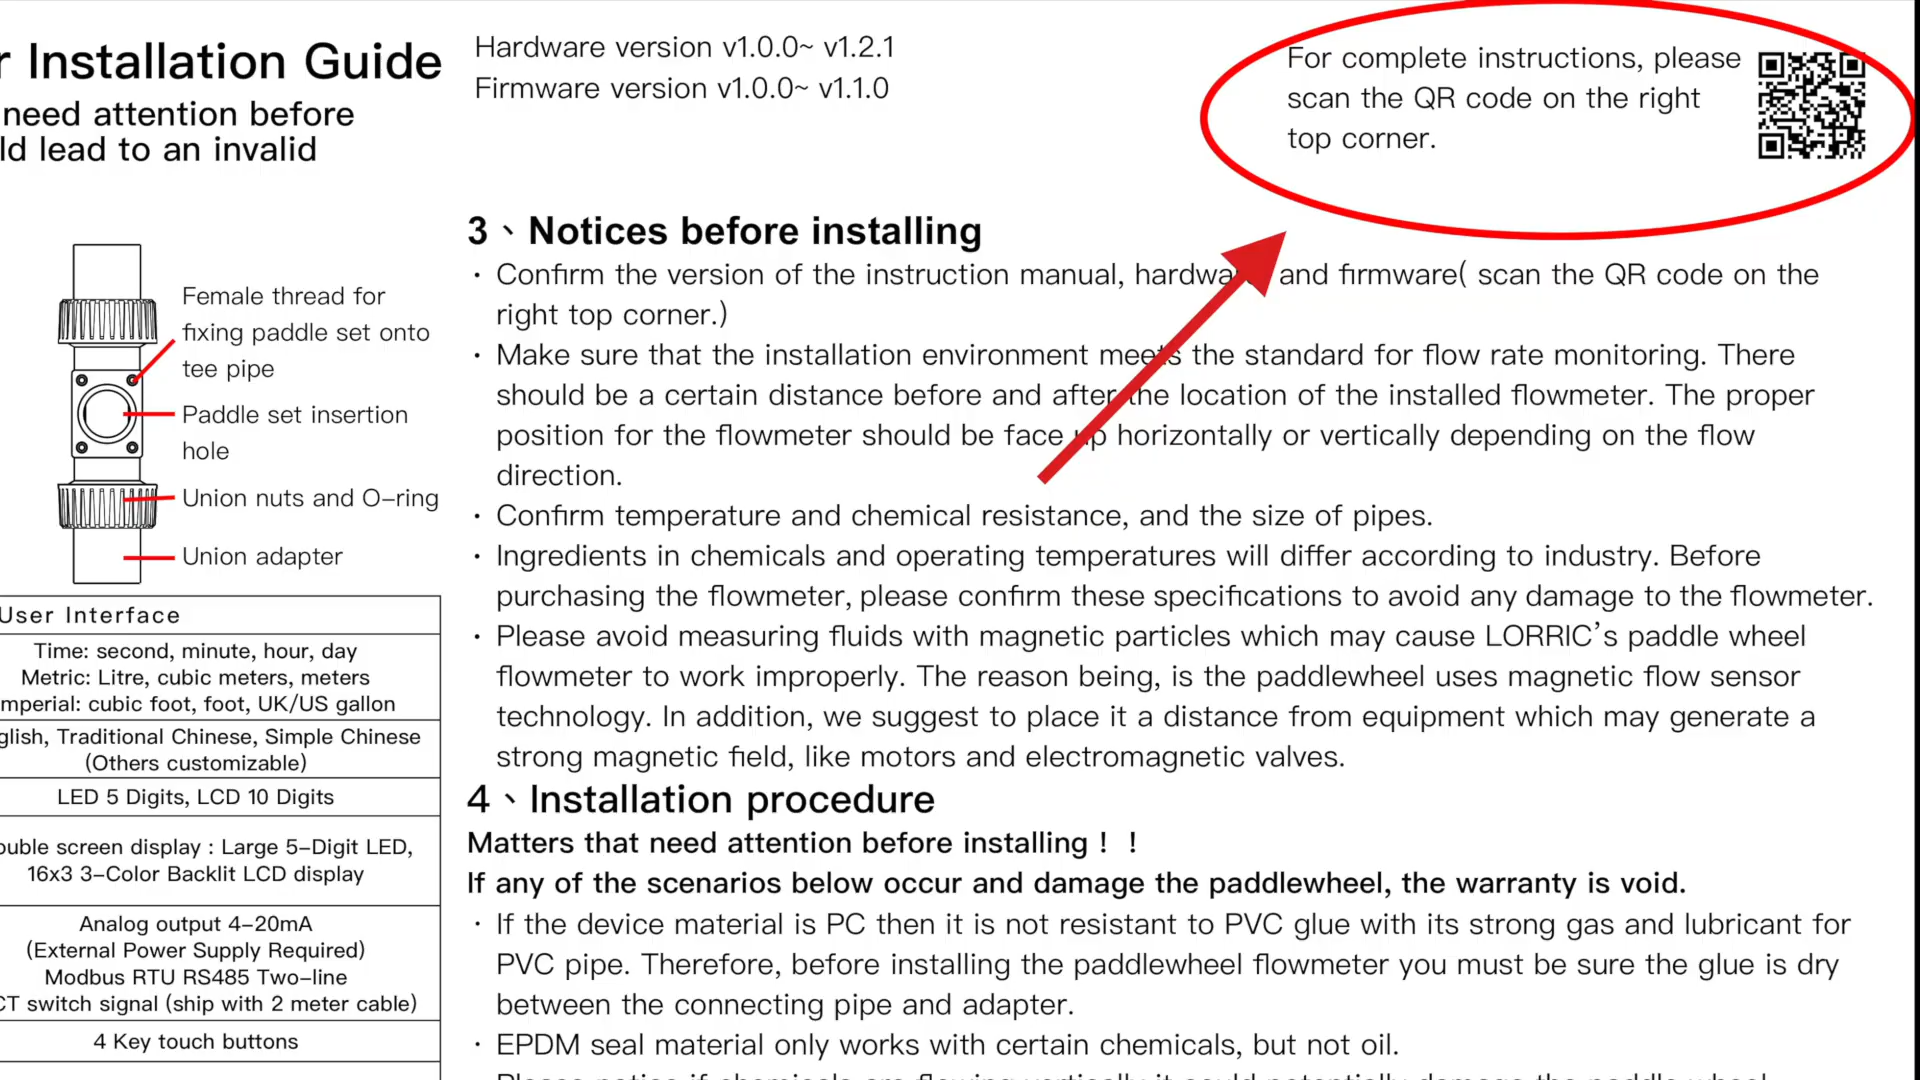 r Installation Guide
need attention before
ld lead to an invalid
Hardware version v1.0.0~ v1.2.1
Firmware version v1.0.0~ v1.1.0
For complete instructions, please
scan the QR code on the right
top corner.
Female thread for
fixing paddle set onto
tee pipe
Paddle set insertion
hole
Union nuts and O-ring
Union adapter
User Interface
Time: second, minute, hour, day
Metric: Litre, cubic meters, meters
mperial: cubic foot, foot, UK/US gallon
glish, Traditional Chinese, Simple Chinese
(Others customizable)
LED 5 Digits, LCD 10 Digits
ouble screen display : Large 5-Digit LED,
16x3 3-Color Backlit LCD display
Analog output 4-20mA
(External Power Supply Required)
Modbus RTU RS485 Two-line
CT switch signal (ship with 2 meter cable)
4 Key touch buttons
3、Notices before installing
・Confirm the version of the instruction manual, hardware, and firmware( scan the QR code on the
right top corner.)
・Make sure that the installation environment meets the standard for flow rate monitoring. There
should be a certain distance before and after the location of the installed flowmeter. The proper
position for the flowmeter should be face up horizontally or vertically depending on the flow
direction.
・Confirm temperature and chemical resistance, and the size of pipes.
・Ingredients in chemicals and operating temperatures will differ according to industry. Before
purchasing the flowmeter, please confirm these specifications to avoid any damage to the flowmeter.
・Please avoid measuring fluids with magnetic particles which may cause LORRIC's paddle wheel
flowmeter to work improperly. The reason being, is the paddlewheel uses magnetic flow sensor
technology. In addition, we suggest to place it a distance from equipment which may generate a
strong magnetic field, like motors and electromagnetic valves.
4、Installation procedure
Matters that need attention before installing！！
If any of the scenarios below occur and damage the paddlewheel, the warranty is void.
・If the device material is PC then it is not resistant to PVC glue with its strong gas and lubricant for
PVC pipe. Therefore, before installing the paddlewheel flowmeter you must be sure the glue is dry
between the connecting pipe and adapter.
・EPDM seal material only works with certain chemicals, but not oil.
・Please notice if chemicals are flowing vertically it could potentially damage the paddle wheel